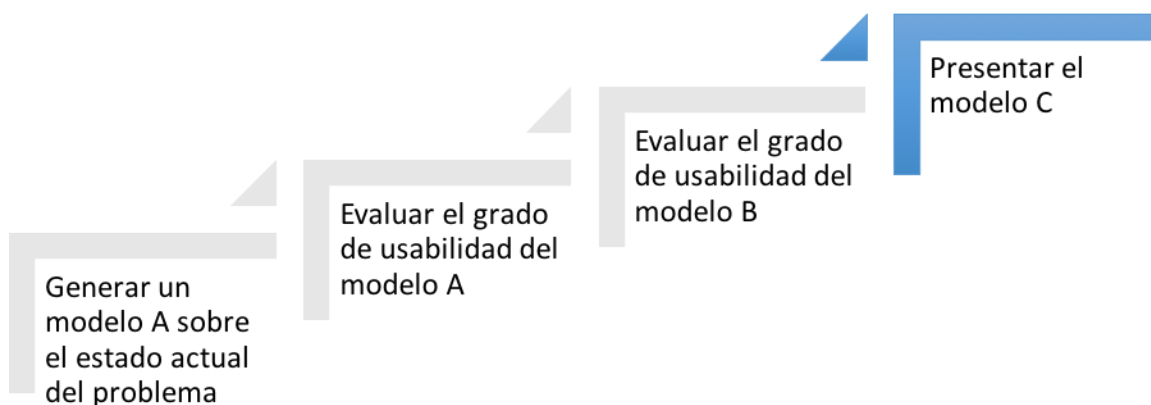 Generar un
modelo A sobre
el estado actual
del problema
Evaluar el grado
de usabilidad del
modelo A
Evaluar el grado
de usabilidad del
modelo B
Presentar el
modelo C